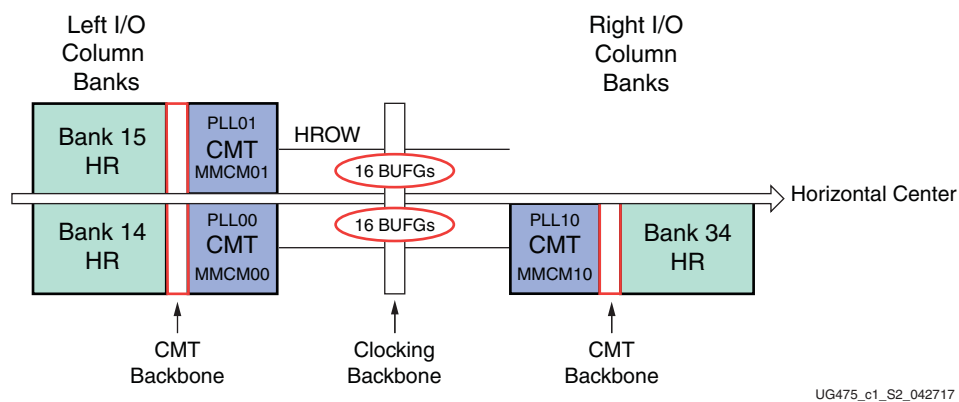 Left I/O
Column
Banks
Right I/O
Column
Banks
Bank 15
HR
PLL01
CMT
MMCM01
HROW
16 BUFGs
Horizontal Center
Bank 14
HR
PLL00
CMT
MMCM00
16 BUFGs
PLL10
CMT
MMCM10
Bank 34
HR
CMT
Backbone
Clocking
Backbone
CMT
Backbone
UG475_c1_S2_042717